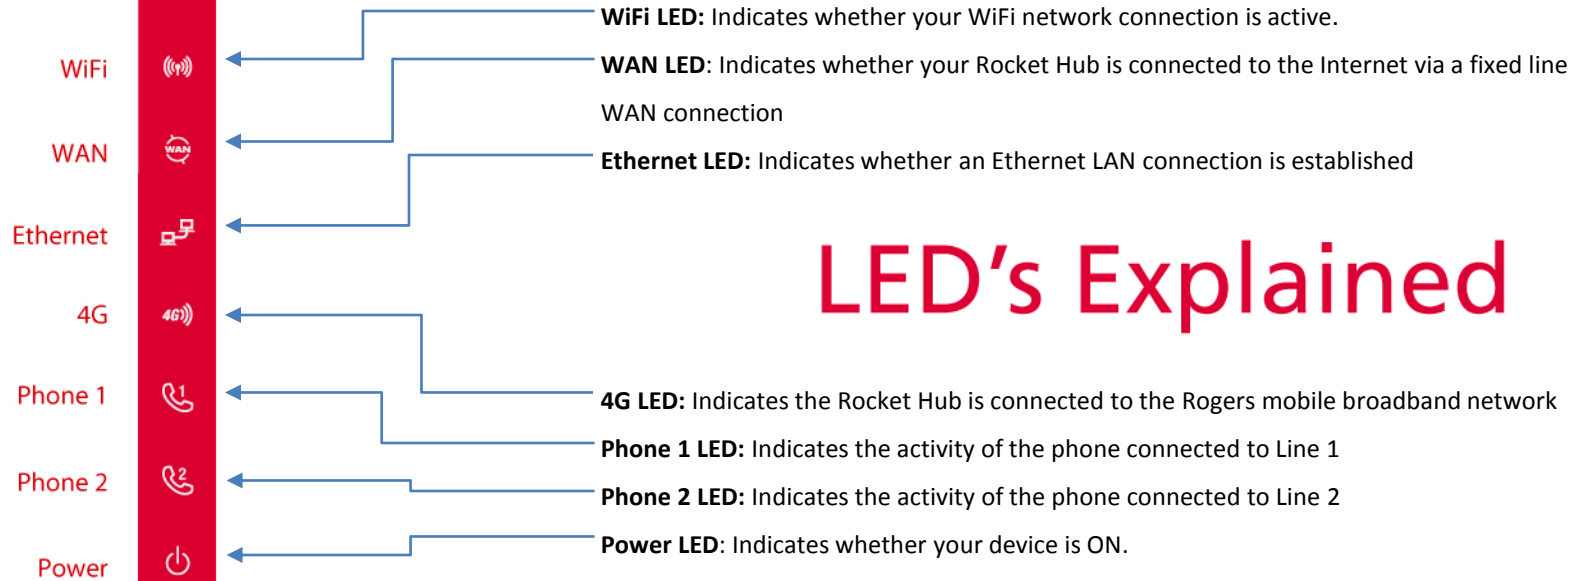 WiFi LED: Indicates whether your WiFi network connection is active.
WiFi
WAN LED: Indicates whether your Rocket Hub is connected to the Internet via a fixed line
WAN connection
WAN
WAN
Ethernet LED: Indicates whether an Ethernet LAN connection is established
Ethernet
LED's Explained
4G
4G
Phone 1
1
4G LED: Indicates the Rocket Hub is connected to the Rogers mobile broadband network
Phone 1 LED: Indicates the activity of the phone connected to Line 1
Phone 2
2
Phone 2 LED: Indicates the activity of the phone connected to Line 2
Power LED: Indicates whether your device is ON.
Power